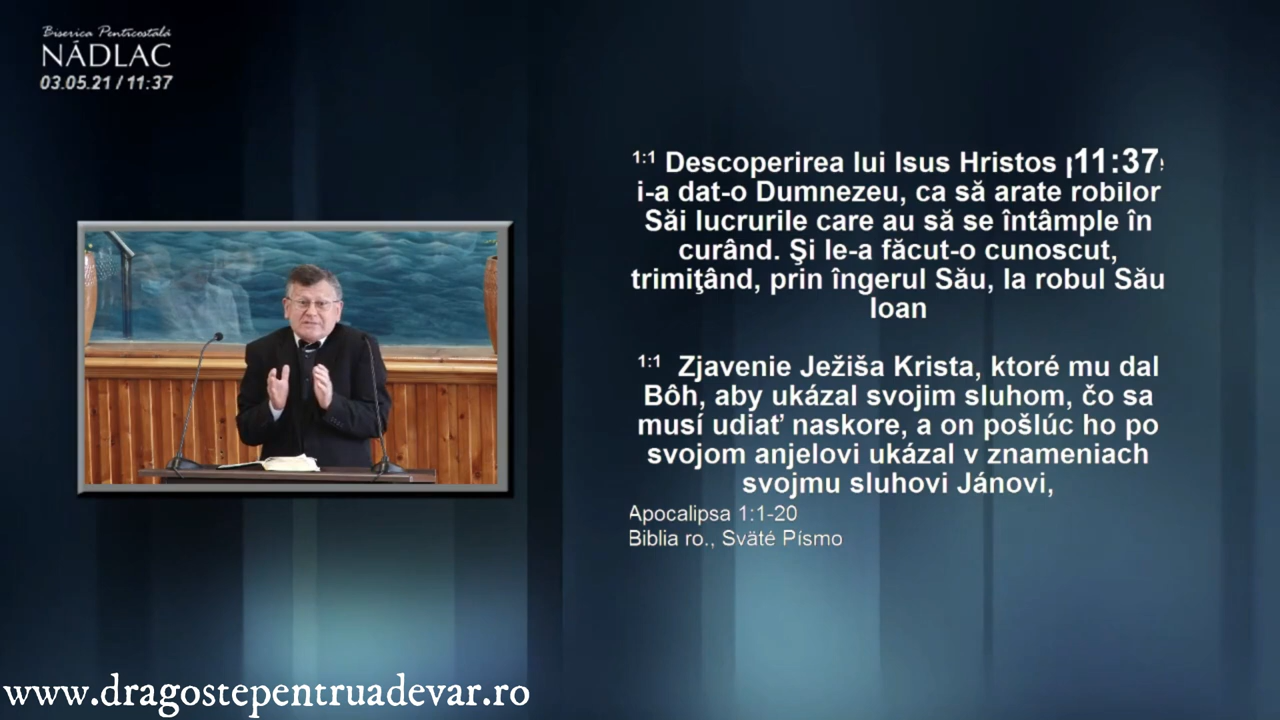 Biserica Penticostală
NĂDLAC
03.05.21 / 11:37
1:1 Descoperirea lui Isus Hristos 11:37
i-a dat-o Dumnezeu, ca să arate robilor
Săi lucrurile care au să se întâmple în
curând. Şi le-a făcut-o cunoscut,
trimiţând, prin îngerul Său, la robul Său
Ioan
1:1 Zjavenie Ježiša Krista, ktoré mu dal
Bôh, aby ukázal svojim sluhom, čo sa
musí udiať naskore, a on pošlúc ho po
svojom anjelovi ukázal v znameniach
svojmu sluhovi Jánovi,
Apocalipsa 1:1-20
Biblia ro., Sväté Písmo
www.dragostepentruadevar.ro